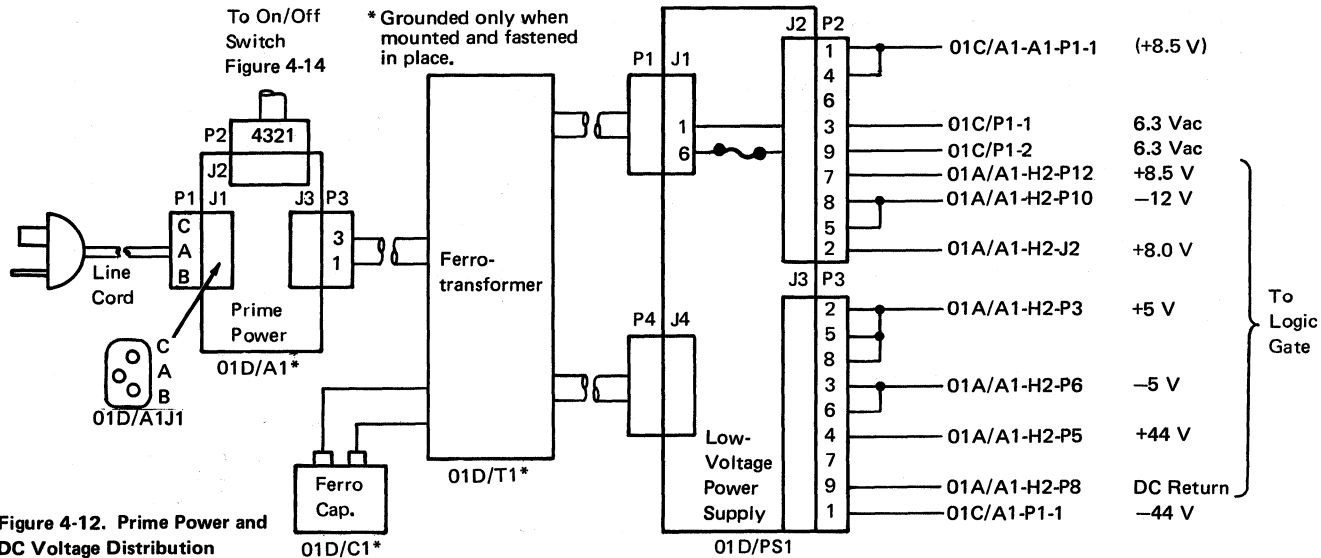 To On/Off
Switch
Figure 4-14
* Grounded only when
mounted and fastened
in place.
P2
4321
J2
P1 J1
C
A
B
J3 P3
3
1
Line
Cord
Prime
Power
01D/A1*
C
A
B
01D/A1J1
Ferro-
transformer
01D/T1*
Ferro
Cap.
01D/C1*
P1 J1
1
6
P4 J4
Low-
Voltage
Power
Supply
01D/PS1
J2 P2
1 01C/A1-A1-P1-1 (+8.5 V)
4
6
3 01C/P1-1 6.3 Vac
9 01C/P1-2 6.3 Vac
7 01A/A1-H2-P12 +8.5 V
8 01A/A1-H2-P10 −12 V
5
2 01A/A1-H2-J2 +8.0 V
J3 P3
2 01A/A1-H2-P3 +5 V
5
8
3 01A/A1-H2-P6 −5 V
6
4 01A/A1-H2-P5 +44 V
7
9 01A/A1-H2-P8 DC Return
1 01C/A1-P1-1 −44 V
To
Logic
Gate
Figure 4-12. Prime Power and
DC Voltage Distribution